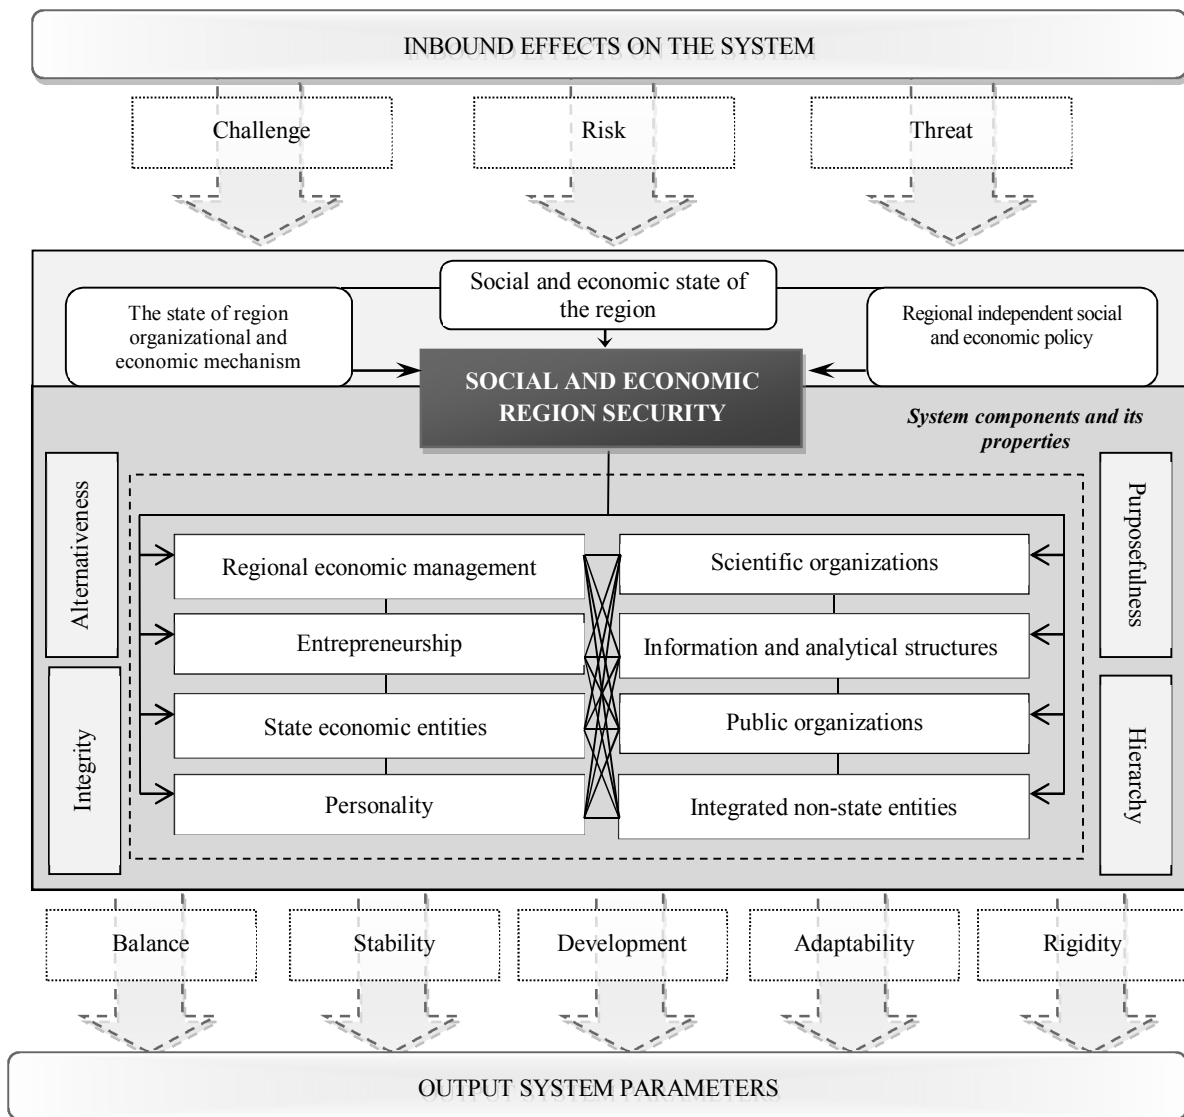 INBOUND EFFECTS ON THE SYSTEM
Challenge
Risk
Threat
Social and economic state of
the region
The state of region
organizational and
economic mechanism
Regional independent social
and economic policy
SOCIAL AND ECONOMIC
REGION SECURITY
System components and its
properties
Alternativeness
Integrity
Purposefulness
Hierarchy
Regional economic management
Entrepreneurship
State economic entities
Personality
Scientific organizations
Information and analytical structures
Public organizations
Integrated non-state entities
Balance
Stability
Development
Adaptability
Rigidity
OUTPUT SYSTEM PARAMETERS